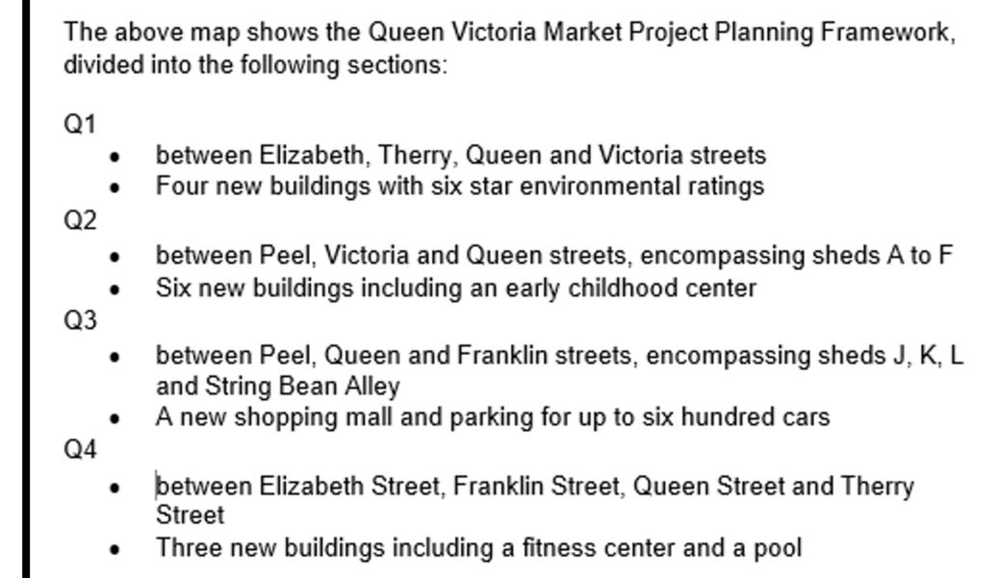 The above map shows the Queen Victoria Market Project Planning Framework,
divided into the following sections:
Q1
• between Elizabeth, Therry, Queen and Victoria streets
• Four new buildings with six star environmental ratings
Q2
• between Peel, Victoria and Queen streets, encompassing sheds A to F
• Six new buildings including an early childhood center
Q3
• between Peel, Queen and Franklin streets, encompassing sheds J, K, L
and String Bean Alley
• A new shopping mall and parking for up to six hundred cars
Q4
• between Elizabeth Street, Franklin Street, Queen Street and Therry
Street
• Three new buildings including a fitness center and a pool